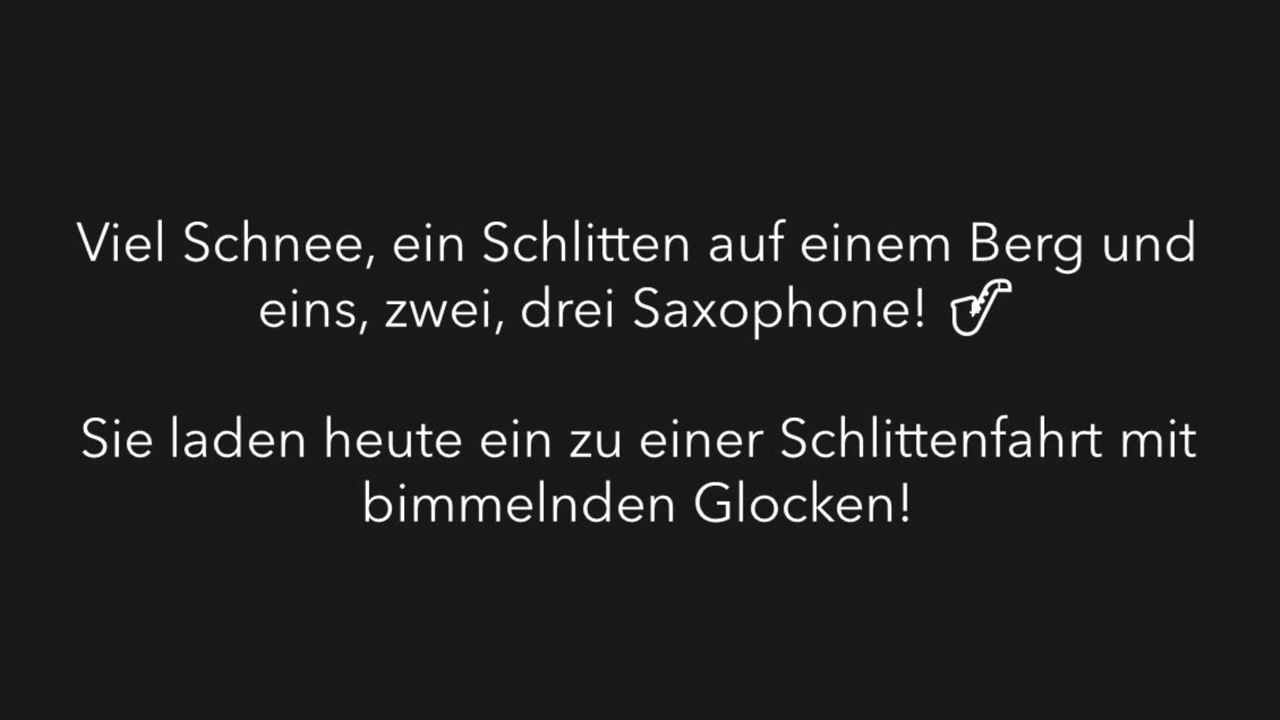 Viel Schnee, ein Schlitten auf einem Berg und
eins, zwei, drei Saxophone! 🎷
Sie laden heute ein zu einer Schlittenfahrt mit
bimmelnden Glocken!